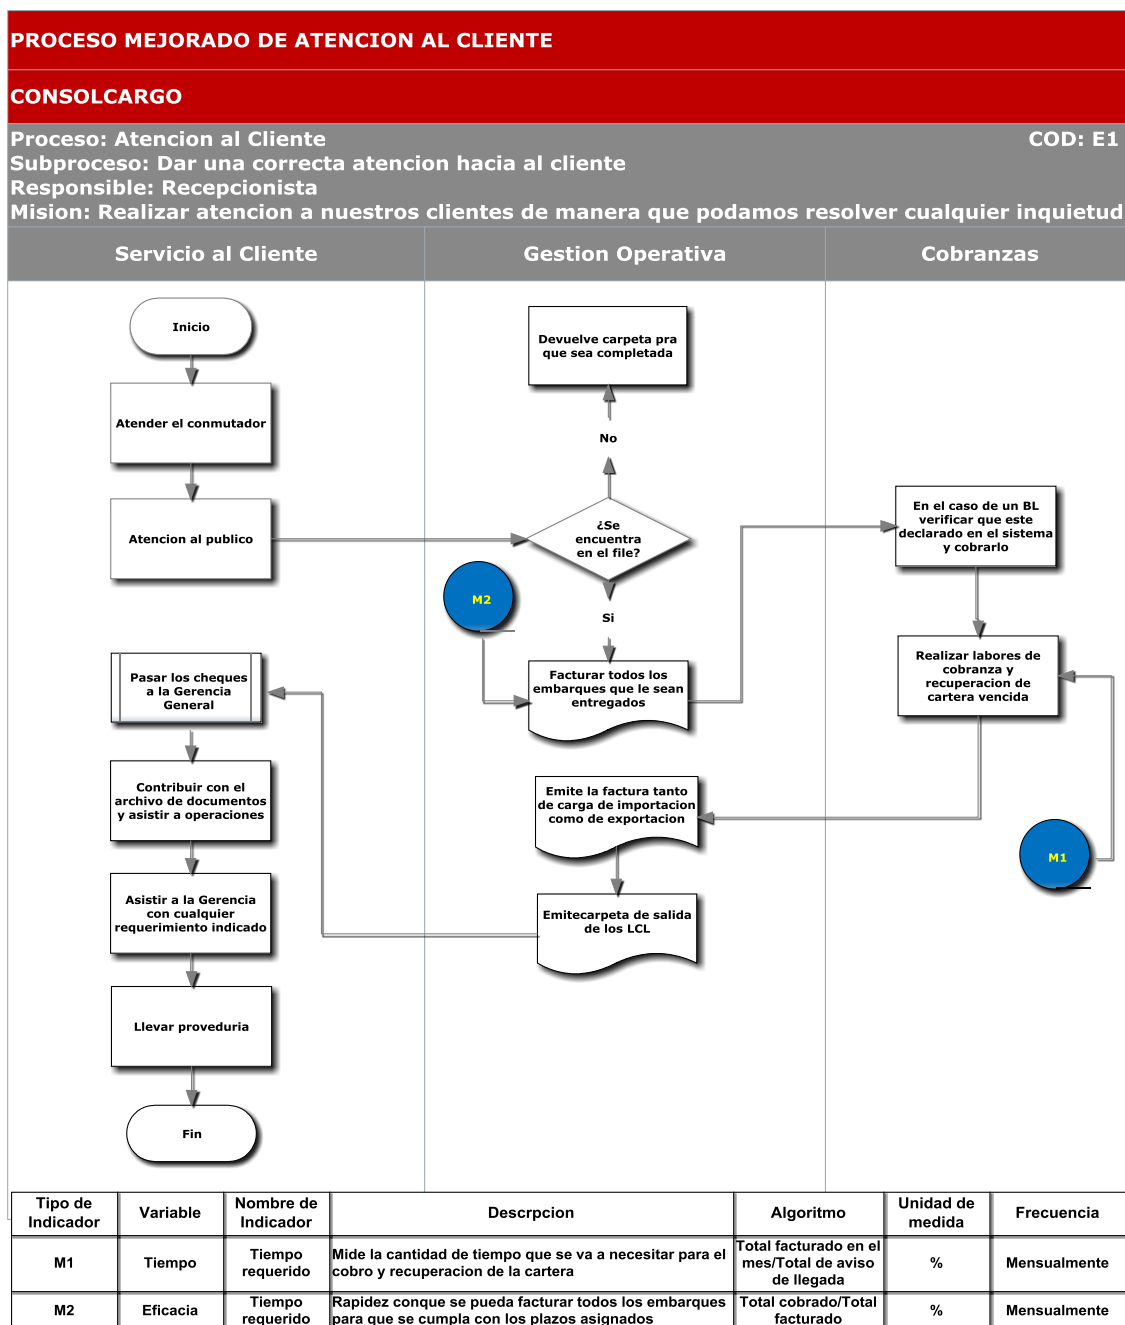 PROCESO MEJORADO DE ATENCION AL CLIENTE
CONSOLCARGO
Proceso: Atencion al Cliente COD: E1
Subproceso: Dar una correcta atencion hacia al cliente
Responsible: Recepcionista
Mision: Realizar atencion a nuestros clientes de manera que podamos resolver cualquier inquietud
Servicio al Cliente
Gestion Operativa
Cobranzas
Inicio
Atender el conmutador
Atencion al publico
Devuelve carpeta pra
que sea completada
No
¿Se
encuentra
en el file?
Si
M2
Facturar todos los
embarques que le sean
entregados
En el caso de un BL
verificar que este
declarado en el sistema
y cobrarlo
Realizar labores de
cobranza y
recuperacion de
cartera vencida
M1
Emite la factura tanto
de carga de importacion
como de exportacion
Emitecarpeta de salida
de los LCL
Pasar los cheques
a la Gerencia
General
Contribuir con el
archivo de documentos
y asistir a operaciones
Asistir a la Gerencia
con cualquier
requerimiento indicado
Llevar proveduria
Fin
Tipo de
Indicador
Variable
Nombre de
Indicador
Descrpcion
Algoritmo
Unidad de
medida
Frecuencia
M1
Tiempo
Tiempo
requerido
Mide la cantidad de tiempo que se va a necesitar para el
cobro y recuperacion de la cartera
Total facturado en el
mes/Total de aviso
de llegada
%
Mensualmente
M2
Eficacia
Tiempo
requerido
Rapidez conque se pueda facturar todos los embarques
para que se cumpla con los plazos asignados
Total cobrado/Total
facturado
%
Mensualmente